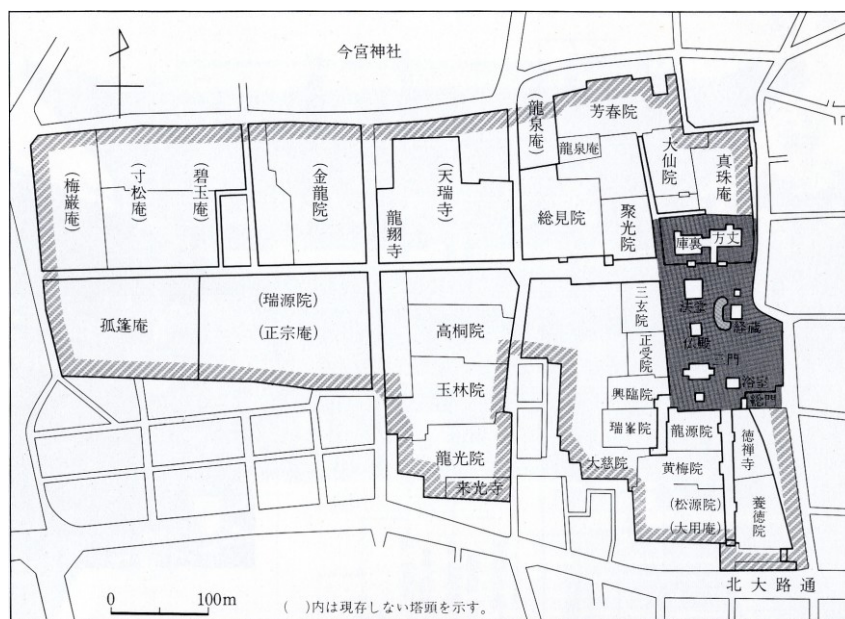 今宮神社
(龍泉庵)
芳春院
龍泉庵
大仙院
真珠庵
(梅巌庵)
寸松庵
(碧玉庵)
(金龍院)
(天瑞寺)
龍翔寺
総見院
聚光院
庫裏
方丈
法堂
経蔵
仏殿
三門
浴室
総門
孤篷庵
(瑞源院)
(正宗庵)
高桐院
玉林院
龍光院
来光寺
三玄院
正受院
興臨院
瑞峯院
大慈院
龍源院
黄梅院
(松源院)
(大用庵)
徳禅寺
養徳院
北大路通
0 100m
( )内は現存しない塔頭を示す。